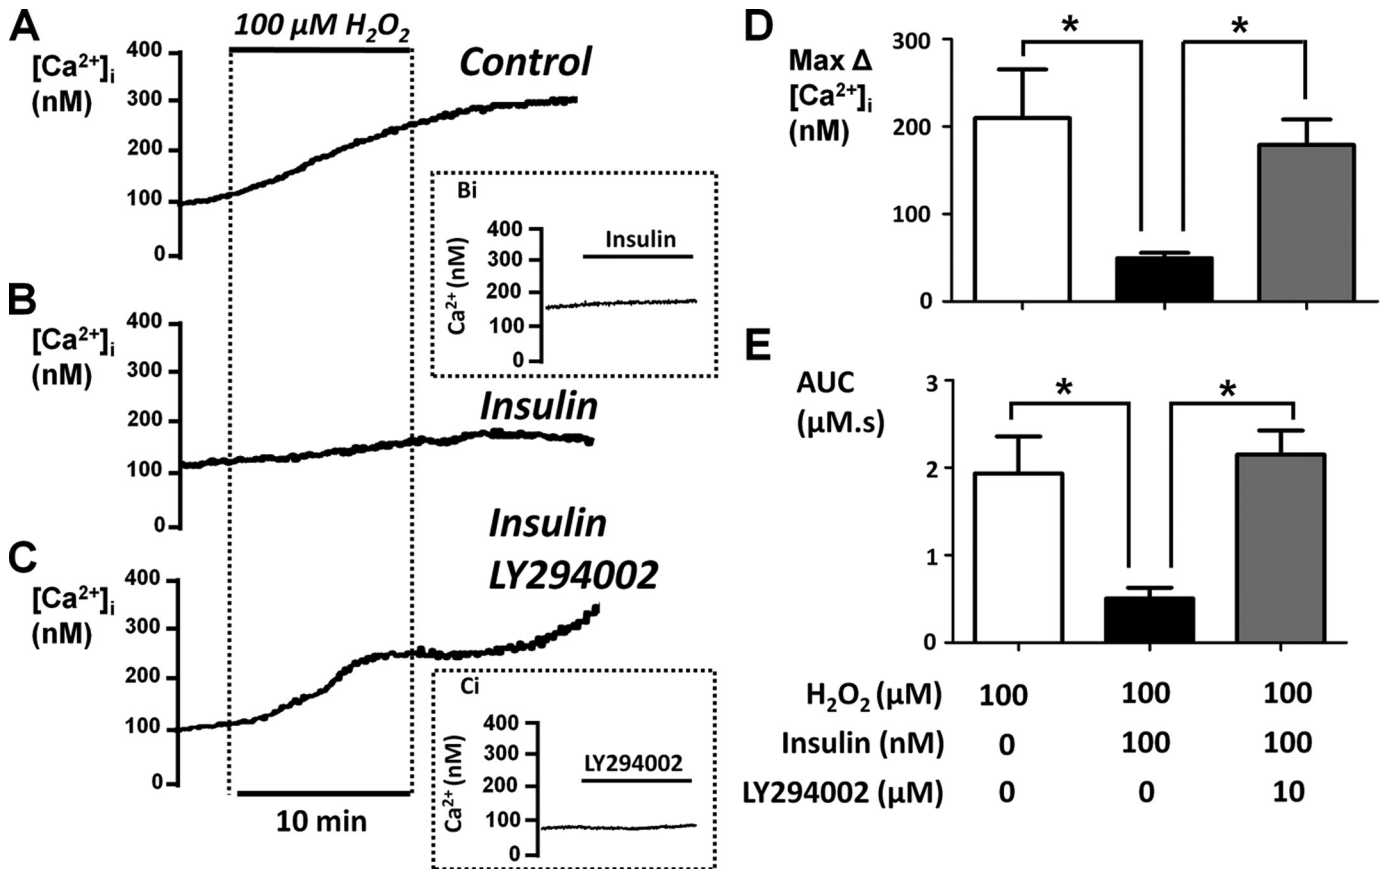 A
100 µM H2O2
[Ca2+]i
(nM)
400
300
200
100
0
Control
Bi
Insulin
Ca2+ (nM)
400
300
200
100
0
B
[Ca2+]i
(nM)
400
300
200
100
0
Insulin
C
[Ca2+]i
(nM)
400
300
200
100
0
Insulin
LY294002
10 min
Ci
LY294002
Ca2+ (nM)
400
300
200
100
0
D
Max Δ
[Ca2+]i
(nM)
300
200
100
0
*
*
E
AUC
(µM.s)
3
2
1
0
*
*
H2O2 (µM) 100 100 100
Insulin (nM) 0 100 100
LY294002 (µM) 0 0 10